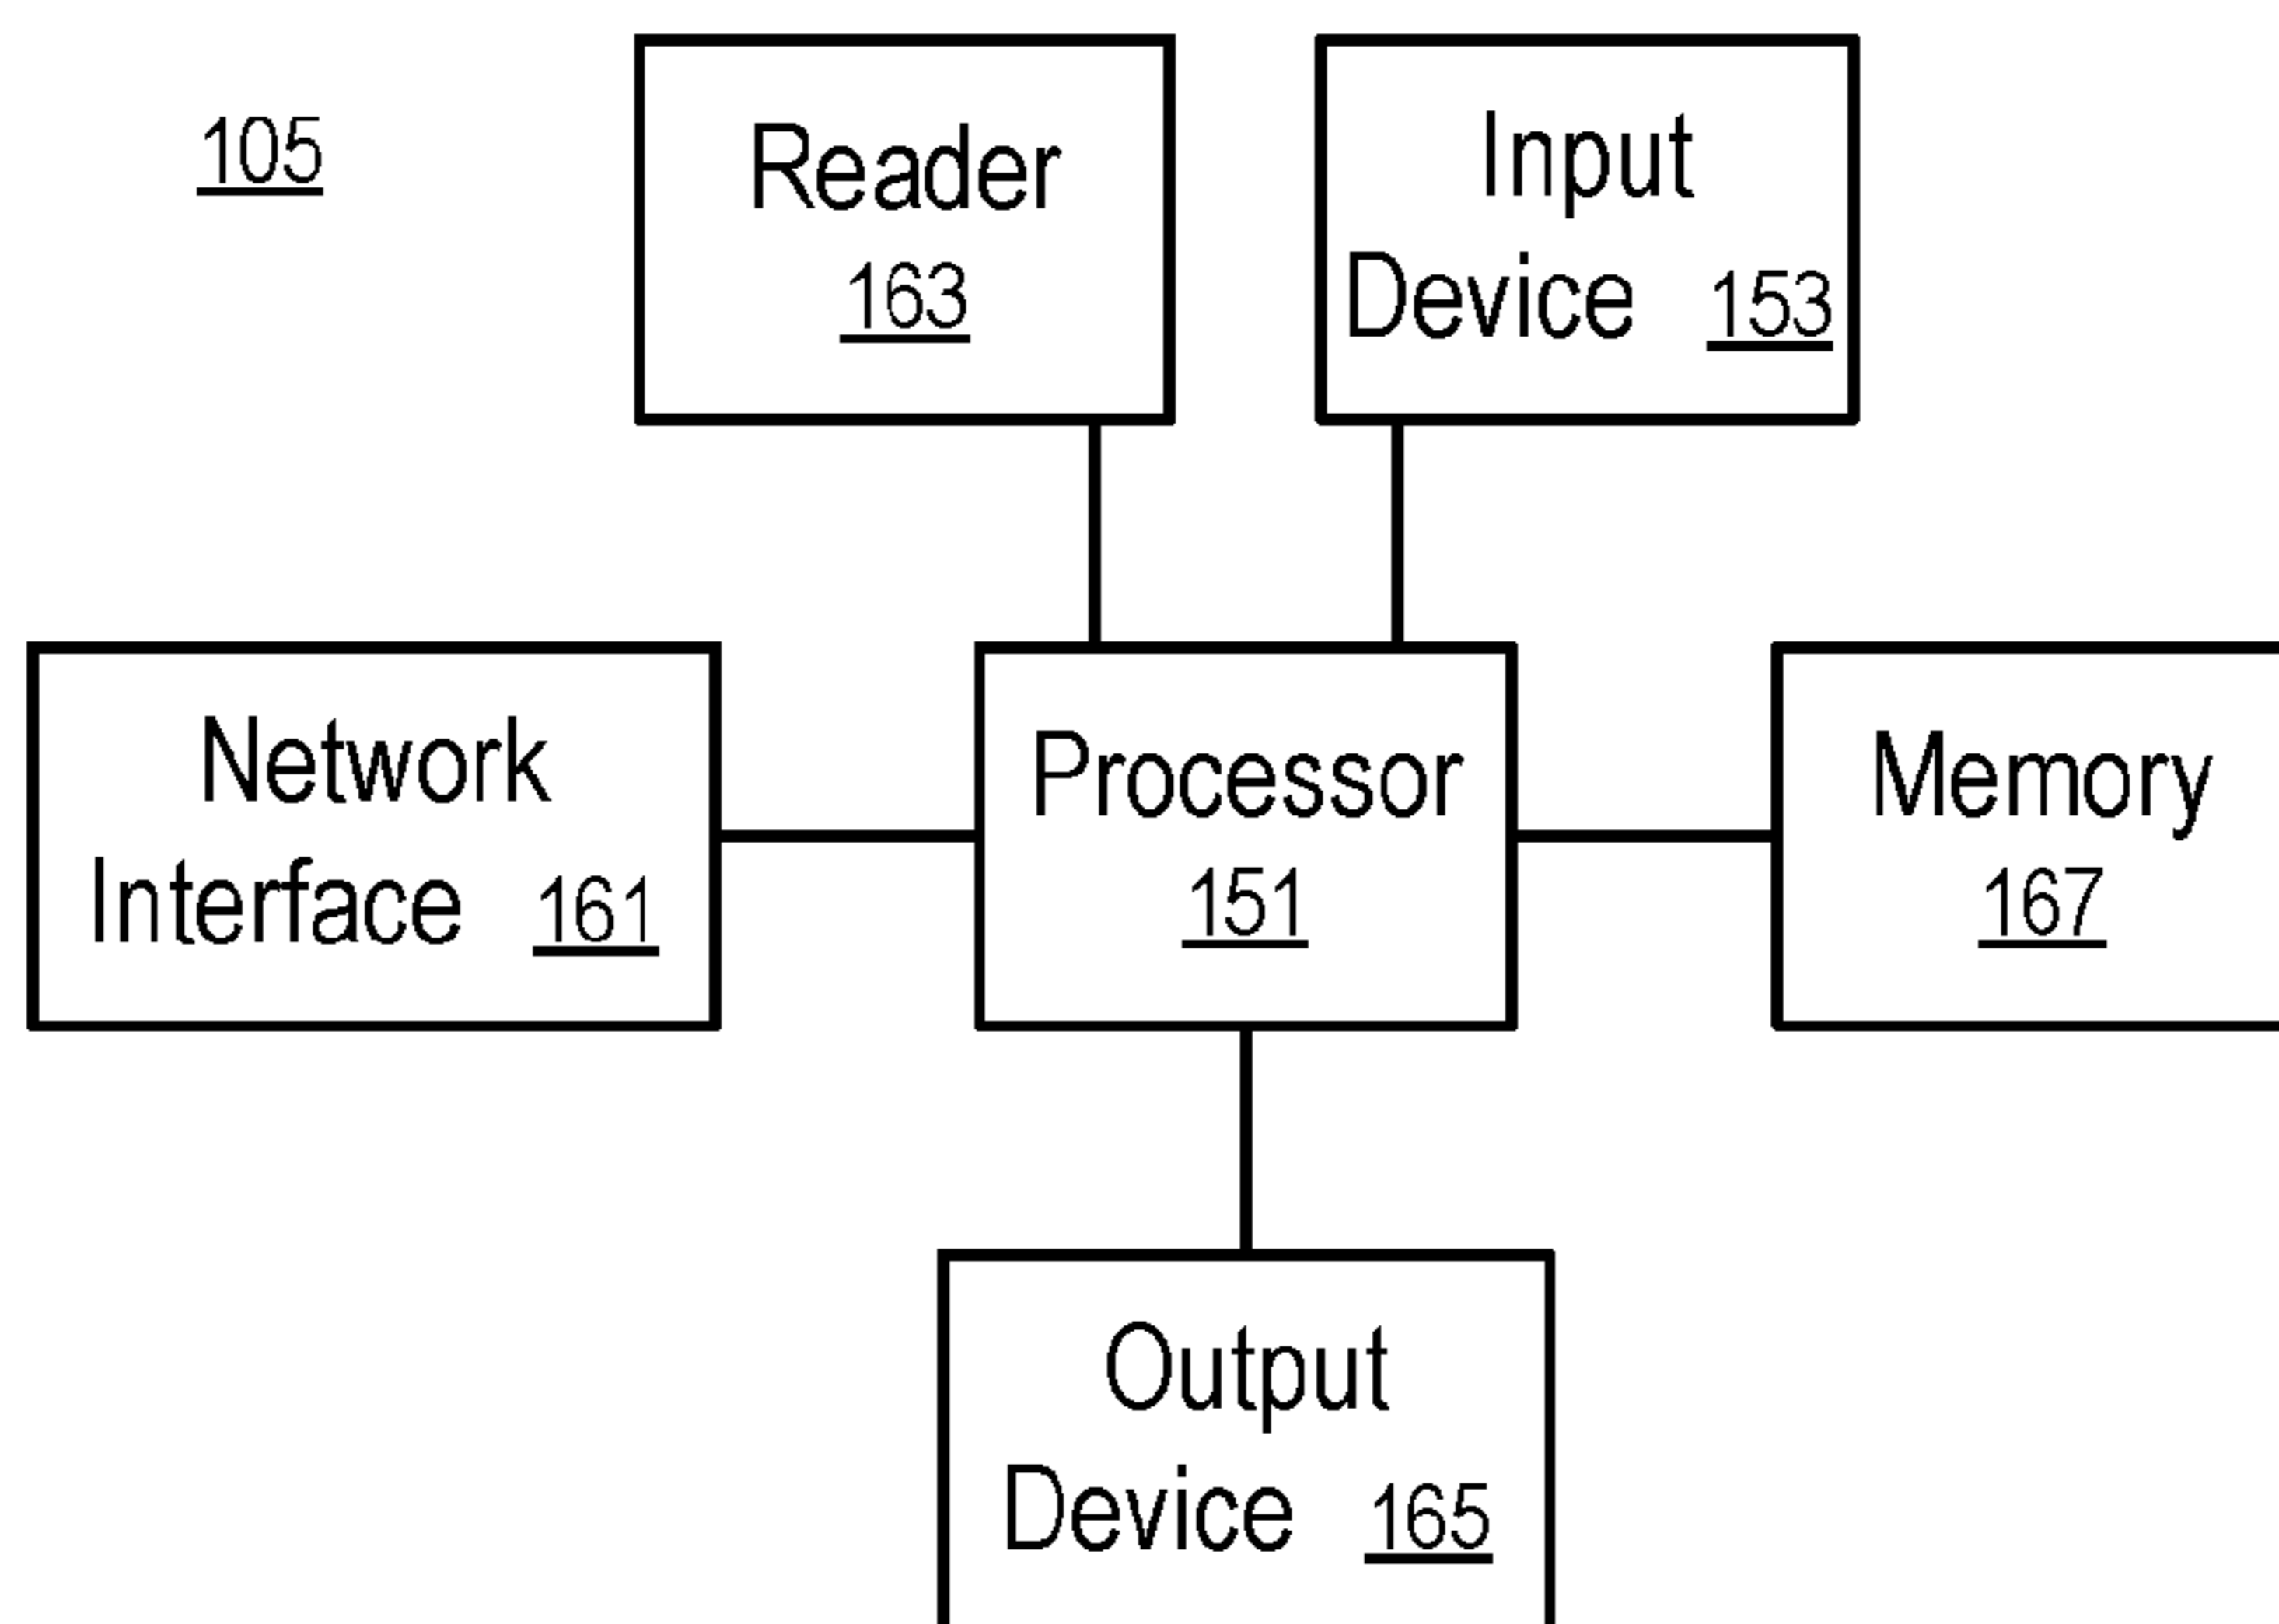 105
Reader
163
Input
Device 153
Network
Interface 161
Processor
151
Memory
167
Output
Device 165